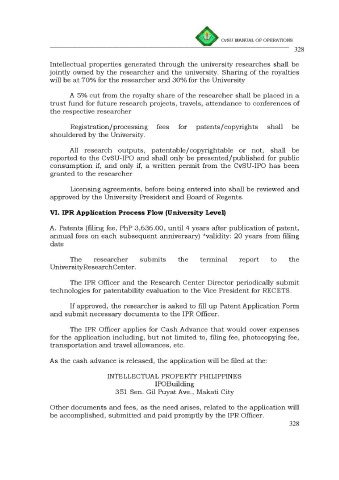 CvSU MANUAL OF OPERATIONS
328
Intellectual properties generated through the university researches shall be
jointly owned by the researcher and the university. Sharing of the royalties
will be at 70% for the researcher and 30% for the University
A 5% cut from the royalty share of the researcher shall be placed in a
trust fund for future research projects, travels, attendance to conferences of
the respective researcher
Registration/processing fees for patents/copyrights shall be
shouldered by the University.
All research outputs, patentable/copyrightable or not, shall be
reported to the CvSU-IPO and shall only be presented/published for public
consumption if, and only if, a written permit from the CvSU-IPO has been
granted to the researcher
Licensing agreements, before being entered into shall be reviewed and
approved by the University President and Board of Regents.
VI. IPR Application Process Flow (University Level)
A. Patents (filing fee, PhP 3,636.00, until 4 years after publication of patent,
annual fees on each subsequent anniversary) *validity: 20 years from filing
date
The researcher submits the terminal report to the
UniversityResearchCenter.
The IPR Officer and the Research Center Director periodically submit
technologies for patentability evaluation to the Vice President for RECETS.
If approved, the researcher is asked to fill up Patent Application Form
and submit necessary documents to the IPR Officer.
The IPR Officer applies for Cash Advance that would cover expenses
for the application including, but not limited to, filing fee, photocopying fee,
transportation and travel allowances, etc.
As the cash advance is released, the application will be filed at the:
INTELLECTUAL PROPERTY PHILIPPINES
IPOBuilding
351 Sen. Gil Puyat Ave., Makati City
Other documents and fees, as the need arises, related to the application will
be accomplished, submitted and paid promptly by the IPR Officer.
328